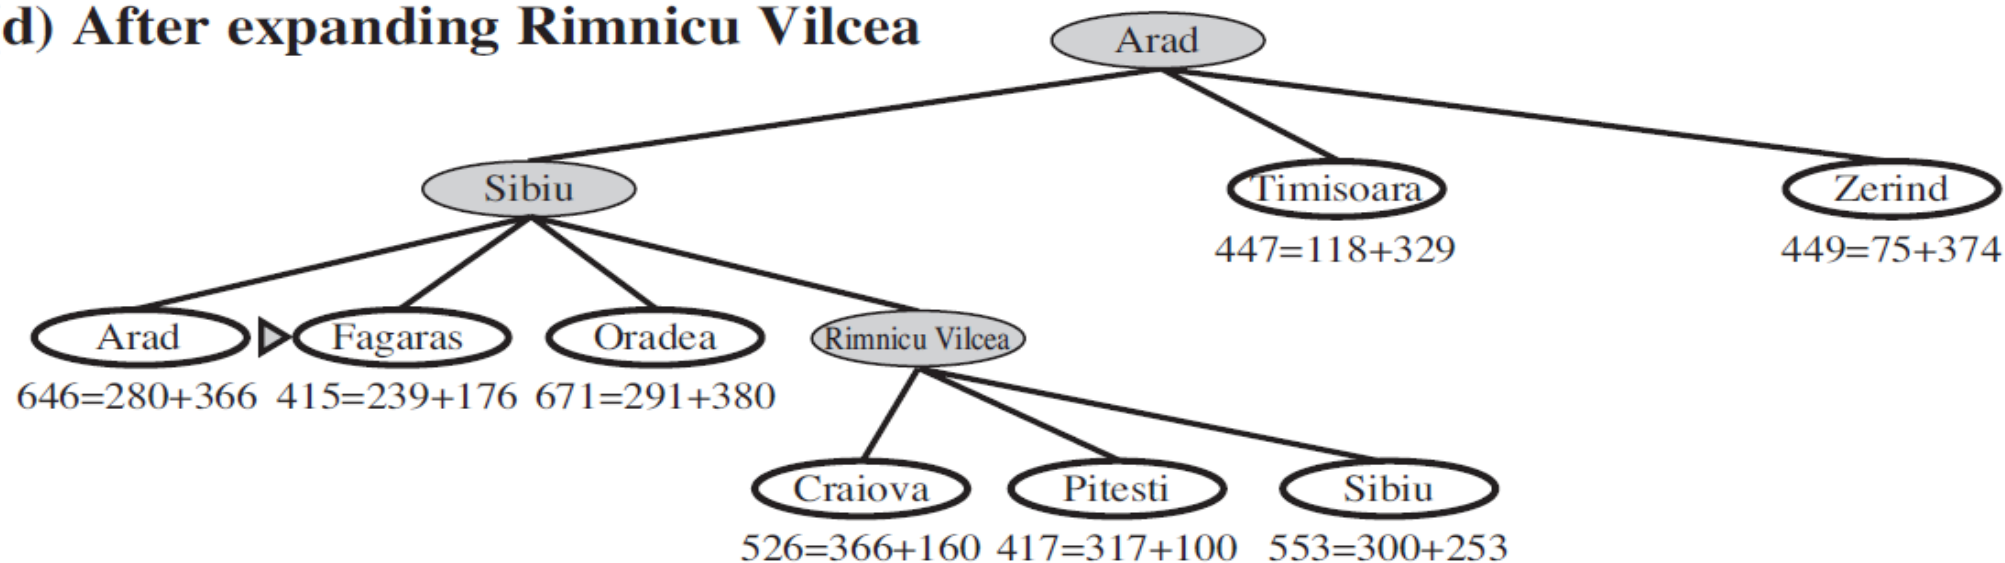 d) After expanding Rimnicu Vilcea
Arad
Sibiu
Timisoara
Zerind
447=118+329
449=75+374
Arad
Fagaras
Oradea
Rimnicu Vilcea
646=280+366
415=239+176
671=291+380
Craiova
Pitesti
Sibiu
526=366+160
417=317+100
553=300+253